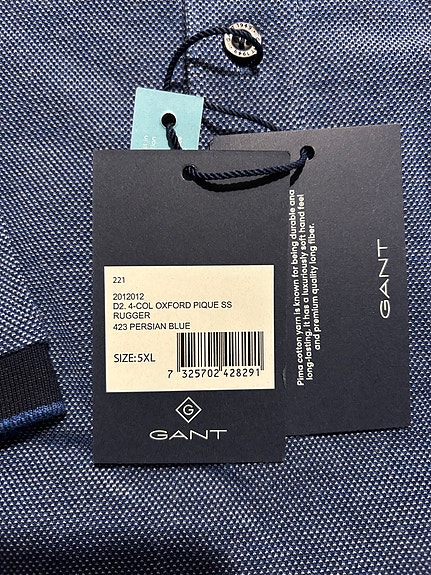 221
2012012
D2. 4-COL OXFORD PIQUE SS
RUGGER
423 PERSIAN BLUE
SIZE:5XL
7 325702 428291
G
GANT
Pima cotton yarn is known for being durable and
long-lasting. It has a luxuriously soft hand feel
and premium quality long fiber.
GANT